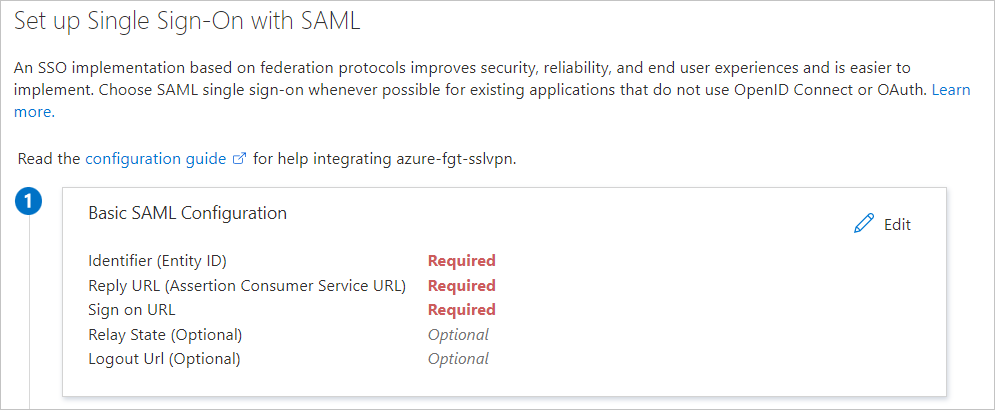 Set up Single Sign-On with SAML
An SSO implementation based on federation protocols improves security, reliability, and end user experiences and is easier to
implement. Choose SAML single sign-on whenever possible for existing applications that do not use OpenID Connect or OAuth. Learn
more.
Read the configuration guide for help integrating azure-fgt-sslvpn.
1
Basic SAML Configuration
Edit
Identifier (Entity ID) Required
Reply URL (Assertion Consumer Service URL) Required
Sign on URL Required
Relay State (Optional) Optional
Logout Url (Optional) Optional